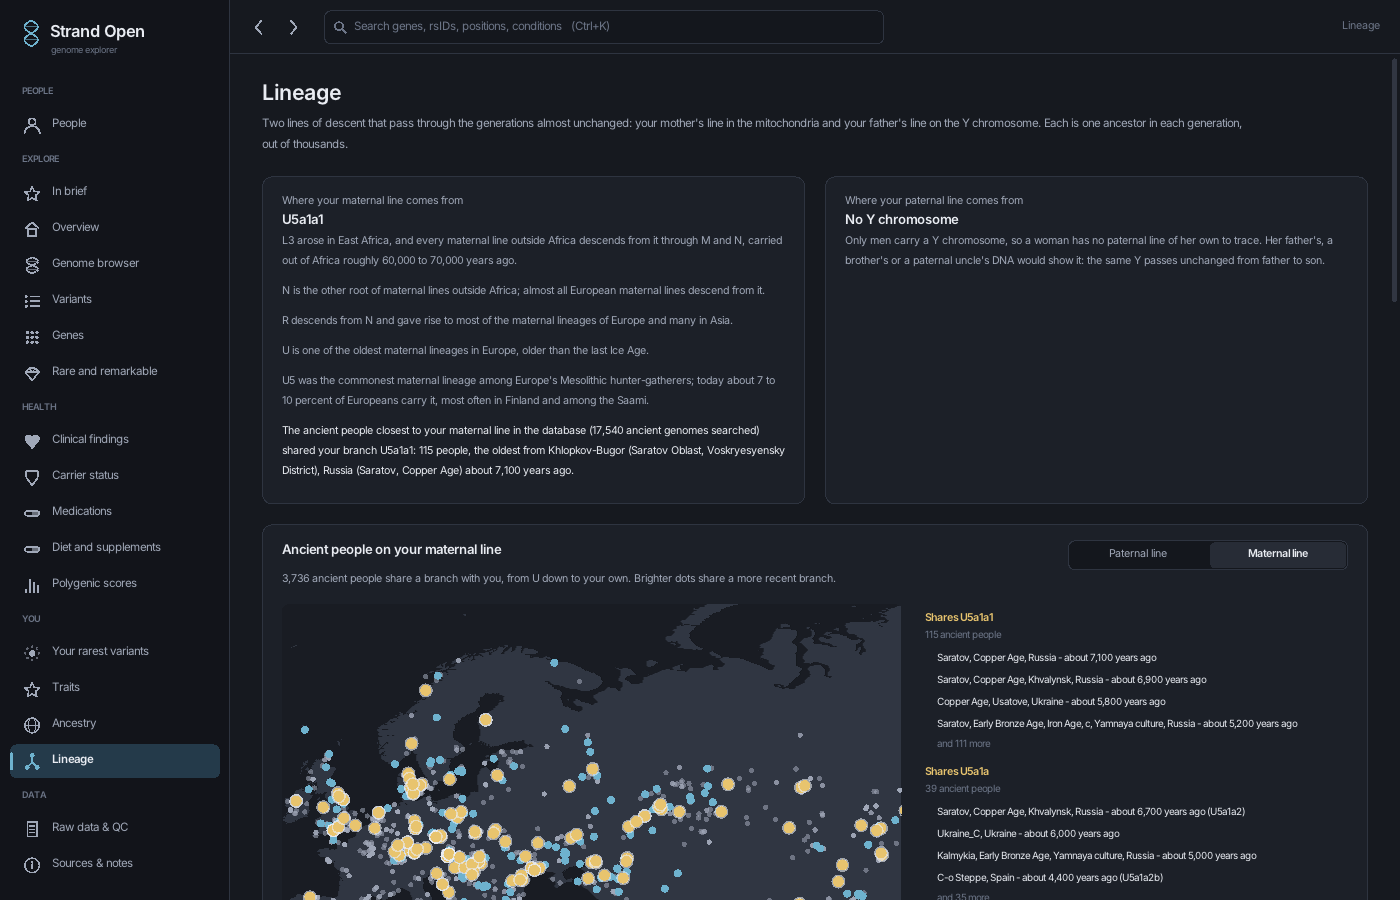 Strand Open
genome explorer
PEOPLE
People
EXPLORE
In brief
Overview
Genome browser
Variants
Genes
Rare and remarkable
HEALTH
Clinical findings
Carrier status
Medications
Diet and supplements
Polygenic scores
YOU
Your rarest variants
Traits
Ancestry
Lineage
DATA
Raw data & QC
Sources & notes
Search genes, rsIDs, positions, conditions (Ctrl+K)
Lineage
Lineage
Two lines of descent that pass through the generations almost unchanged: your mother's line in the mitochondria and your father's line on the Y chromosome. Each is one ancestor in each generation,
out of thousands.
Where your maternal line comes from
U5a1a1
L3 arose in East Africa, and every maternal line outside Africa descends from it through M and N, carried
out of Africa roughly 60,000 to 70,000 years ago.
N is the other root of maternal lines outside Africa; almost all European maternal lines descend from it.
R descends from N and gave rise to most of the maternal lineages of Europe and many in Asia.
U is one of the oldest maternal lineages in Europe, older than the last Ice Age.
U5 was the commonest maternal lineage among Europe's Mesolithic hunter-gatherers; today about 7 to
10 percent of Europeans carry it, most often in Finland and among the Saami.
The ancient people closest to your maternal line in the database (17,540 ancient genomes searched)
shared your branch U5a1a1: 115 people, the oldest from Khlopkov-Bugor (Saratov Oblast, Voskryesyensky
District), Russia (Saratov, Copper Age) about 7,100 years ago.
Where your paternal line comes from
No Y chromosome
Only men carry a Y chromosome, so a woman has no paternal line of her own to trace. Her father's, a
brother's or a paternal uncle's DNA would show it: the same Y passes unchanged from father to son.
Ancient people on your maternal line
Paternal line
Maternal line
3,736 ancient people share a branch with you, from U down to your own. Brighter dots share a more recent branch.
Shares U5a1a1
115 ancient people
Saratov, Copper Age, Russia - about 7,100 years ago
Saratov, Copper Age, Khvalynsk, Russia - about 6,900 years ago
Copper Age, Usatove, Ukraine - about 5,800 years ago
Saratov, Early Bronze Age, Iron Age, c, Yamnaya culture, Russia - about 5,200 years ago
and 111 more
Shares U5a1a
39 ancient people
Saratov, Copper Age, Khvalynsk, Russia - about 6,700 years ago (U5a1a2)
Ukraine_C, Ukraine - about 6,000 years ago
Kalmykia, Early Bronze Age, Yamnaya culture, Russia - about 5,000 years ago
C-o Steppe, Spain - about 4,400 years ago (U5a1a2b)
and 35 more